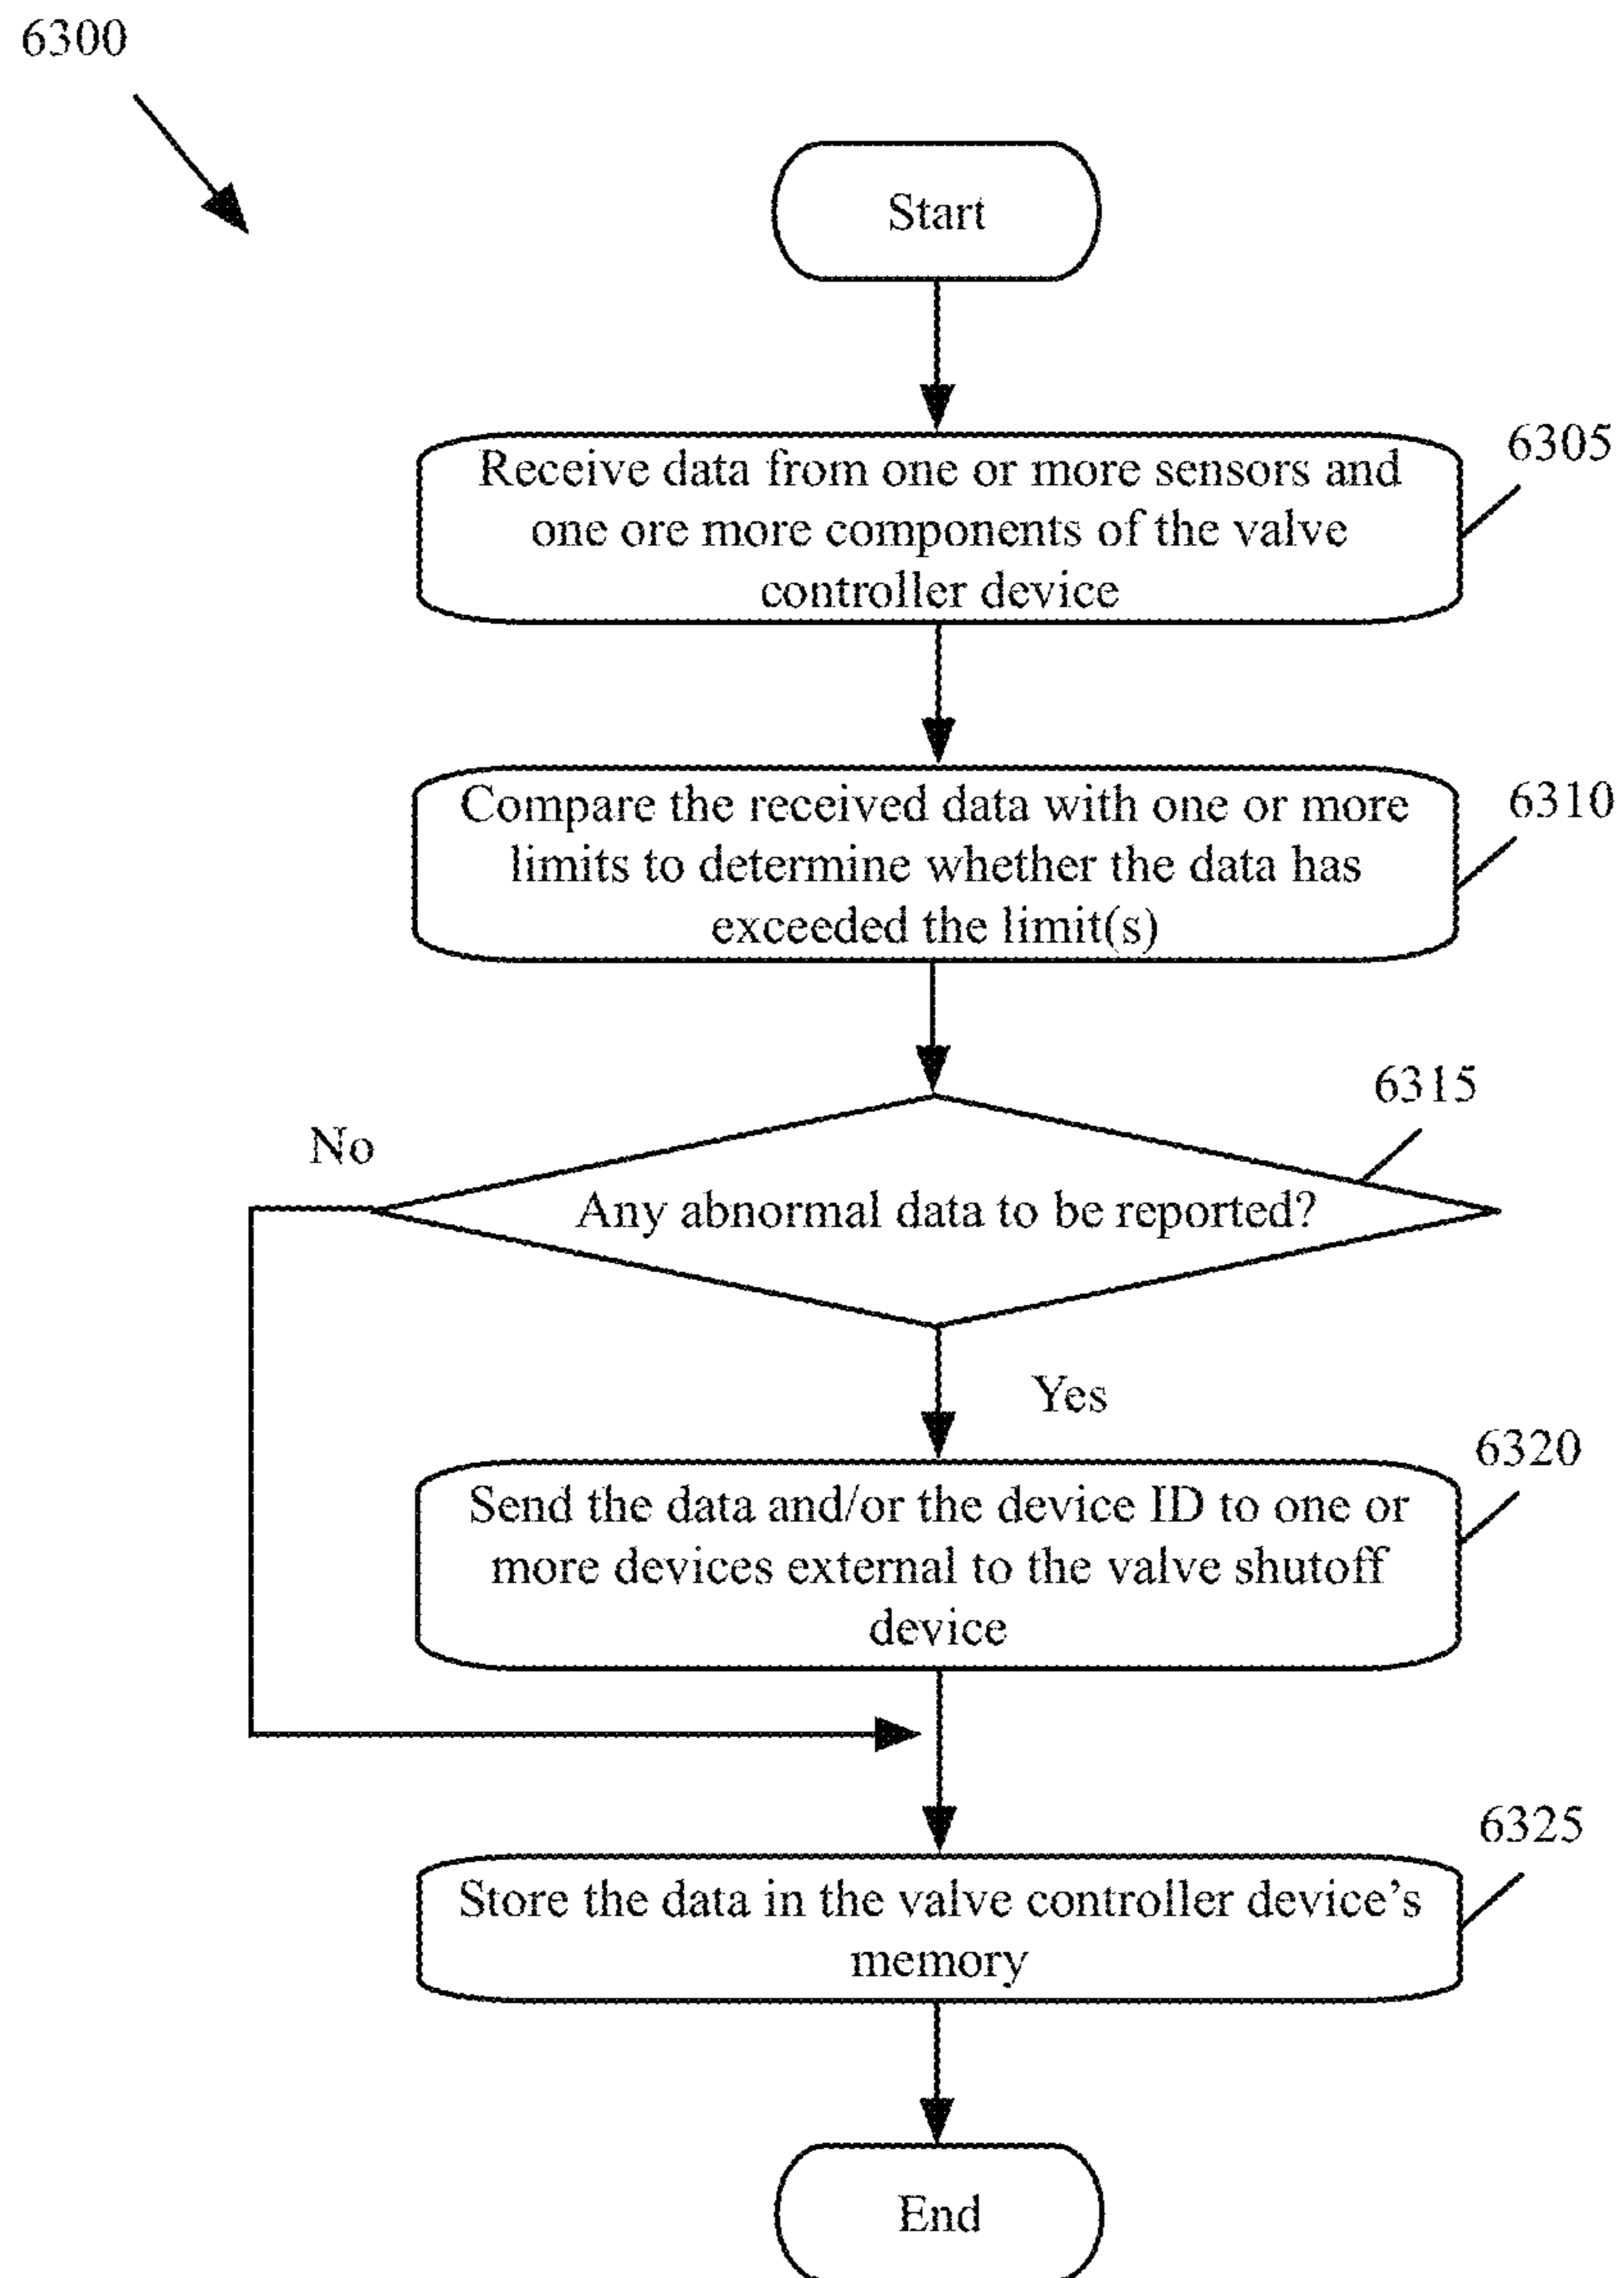 6300
Start
6305
Receive data from one or more sensors and
one ore more components of the valve
controller device
6310
Compare the received data with one or more
limits to determine whether the data has
exceeded the limit(s)
6315
No
Any abnormal data to be reported?
Yes
6320
Send the data and/or the device ID to one or
more devices external to the valve shutoff
device
6325
Store the data in the valve controller device’s
memory
End